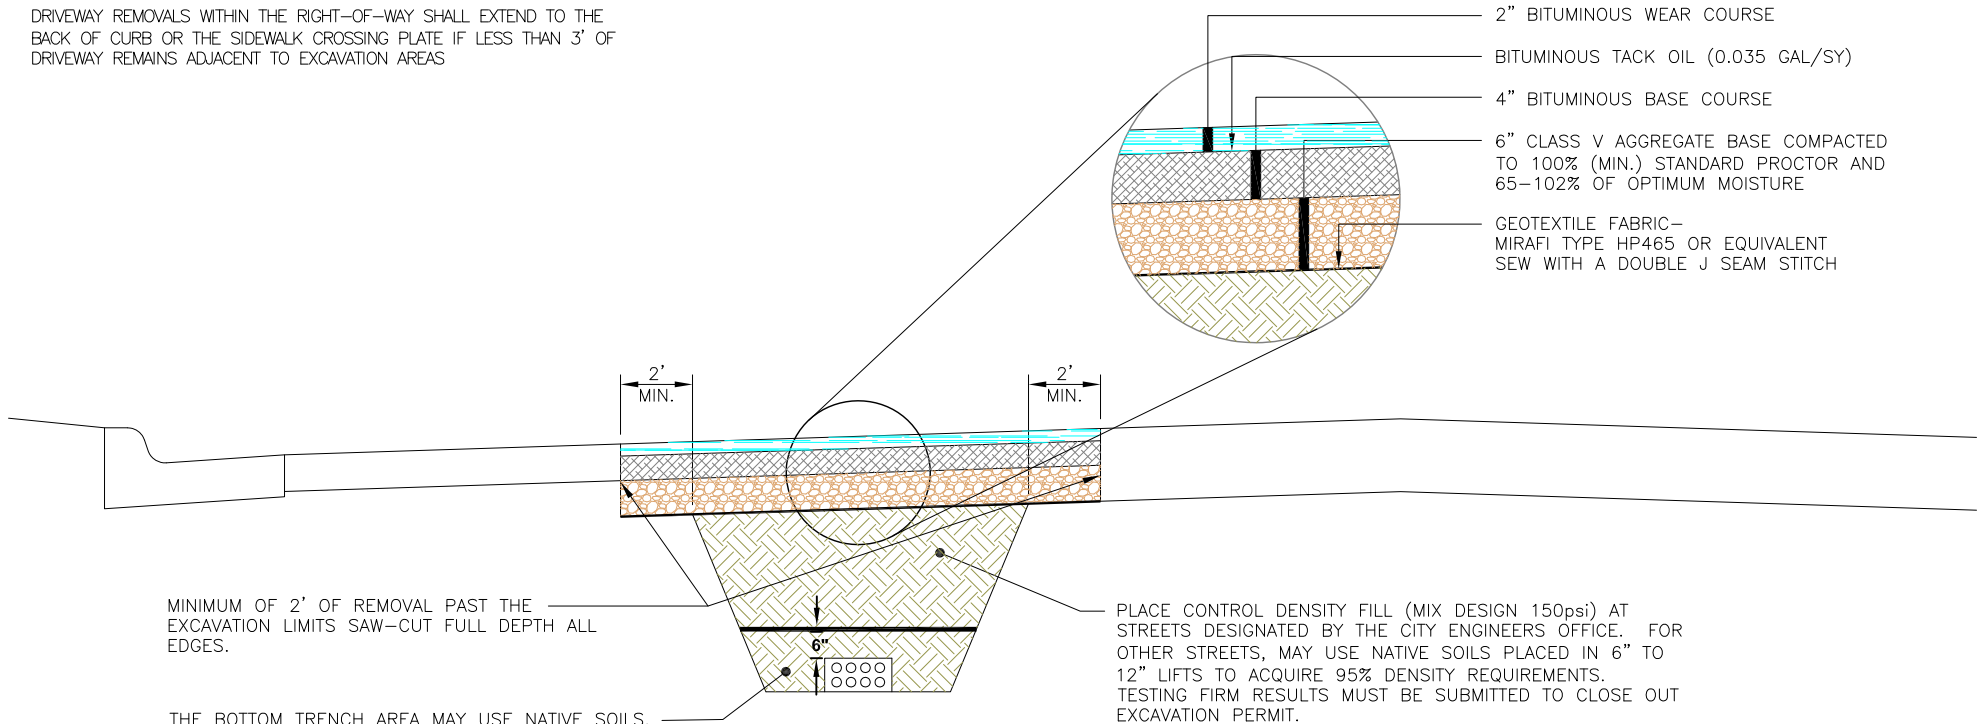 DRIVEWAY REMOVALS WITHIN THE RIGHT-OF-WAY SHALL EXTEND TO THE
BACK OF CURB OR THE SIDEWALK CROSSING PLATE IF LESS THAN 3' OF
DRIVEWAY REMAINS ADJACENT TO EXCAVATION AREAS
2" BITUMINOUS WEAR COURSE
BITUMINOUS TACK OIL (0.035 GAL/SY)
4" BITUMINOUS BASE COURSE
6" CLASS V AGGREGATE BASE COMPACTED
TO 100% (MIN.) STANDARD PROCTOR AND
65-102% OF OPTIMUM MOISTURE
GEOTEXTILE FABRIC-
MIRAFI TYPE HP465 OR EQUIVALENT
SEW WITH A DOUBLE J SEAM STITCH
2'
MIN.
2'
MIN.
MINIMUM OF 2' OF REMOVAL PAST THE
EXCAVATION LIMITS SAW-CUT FULL DEPTH ALL
EDGES.
6"
PLACE CONTROL DENSITY FILL (MIX DESIGN 150psi) AT
STREETS DESIGNATED BY THE CITY ENGINEERS OFFICE. FOR
OTHER STREETS, MAY USE NATIVE SOILS PLACED IN 6" TO
12" LIFTS TO ACQUIRE 95% DENSITY REQUIREMENTS.
TESTING FIRM RESULTS MUST BE SUBMITTED TO CLOSE OUT
EXCAVATION PERMIT.
THE BOTTOM TRENCH AREA MAY USE NATIVE SOILS.